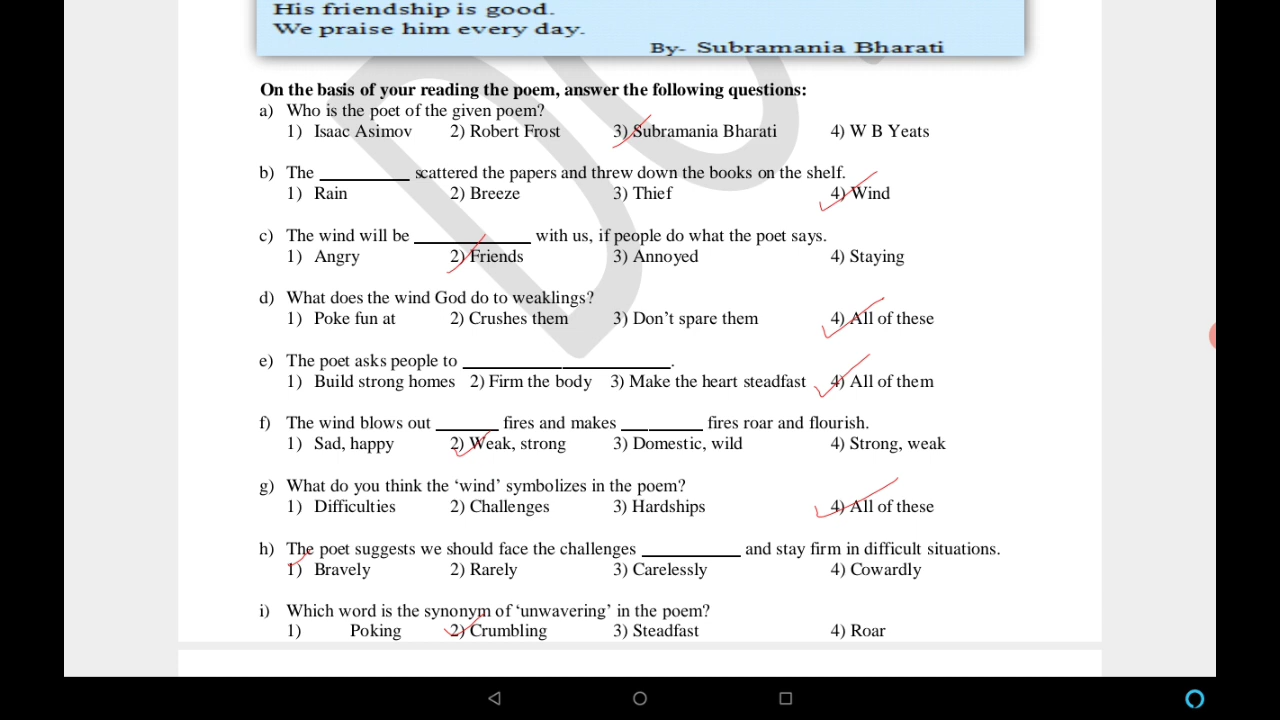 His friendship is good.
We praise him every day.
By- Subramania Bharati
On the basis of your reading the poem, answer the following questions:
a) Who is the poet of the given poem?
1) Isaac Asimov 2) Robert Frost 3) Subramania Bharati 4) W B Yeats
b) The __________ scattered the papers and threw down the books on the shelf.
1) Rain 2) Breeze 3) Thief 4) Wind
c) The wind will be _____________ with us, if people do what the poet says.
1) Angry 2) Friends 3) Annoyed 4) Staying
d) What does the wind God do to weaklings?
1) Poke fun at 2) Crushes them 3) Don’t spare them 4) All of these
e) The poet asks people to _______________________.
1) Build strong homes 2) Firm the body 3) Make the heart steadfast 4) All of them
f) The wind blows out _______ fires and makes _________ fires roar and flourish.
1) Sad, happy 2) Weak, strong 3) Domestic, wild 4) Strong, weak
g) What do you think the ‘wind’ symbolizes in the poem?
1) Difficulties 2) Challenges 3) Hardships 4) All of these
h) The poet suggests we should face the challenges ___________ and stay firm in difficult situations.
1) Bravely 2) Rarely 3) Carelessly 4) Cowardly
i) Which word is the synonym of ‘unwavering’ in the poem?
1) Poking 2) Crumbling 3) Steadfast 4) Roar